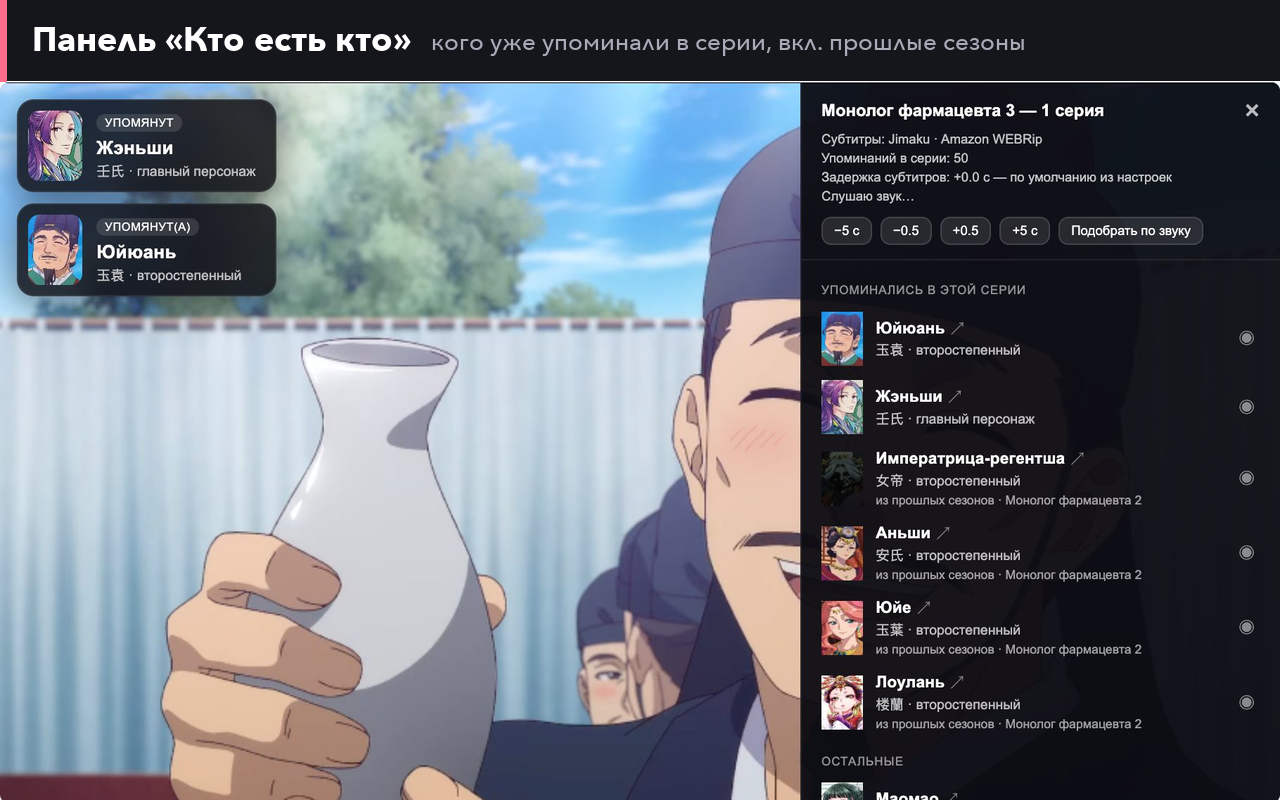 Панель «Кто есть кто» кого уже упоминали в серии, вкл. прошлые сезоны
УПОМЯНУТ
Жэньши
壬氏 · главный персонаж
УПОМЯНУТ(А)
Юйюань
玉袁 · второстепенный
Монолог фармацевта 3 — 1 серия ×
Субтитры: Jimaku · Amazon WEBRip
Упоминаний в серии: 50
Задержка субтитров: +0.0 с — по умолчанию из настроек
Слушаю звук…
−5 с −0.5 +0.5 +5 с Подобрать по звуку
УПОМИНАЛИСЬ В ЭТОЙ СЕРИИ
Юйюань ↗
玉袁 · второстепенный
Жэньши ↗
壬氏 · главный персонаж
Императрица-регентша ↗
女帝 · второстепенный
из прошлых сезонов · Монолог фармацевта 2
Аньши ↗
安氏 · второстепенный
из прошлых сезонов · Монолог фармацевта 2
Юйе ↗
玉葉 · второстепенный
из прошлых сезонов · Монолог фармацевта 2
Лоулань ↗
楼蘭 · второстепенный
из прошлых сезонов · Монолог фармацевта 2
ОСТАЛЬНЫЕ
Маомао ↗